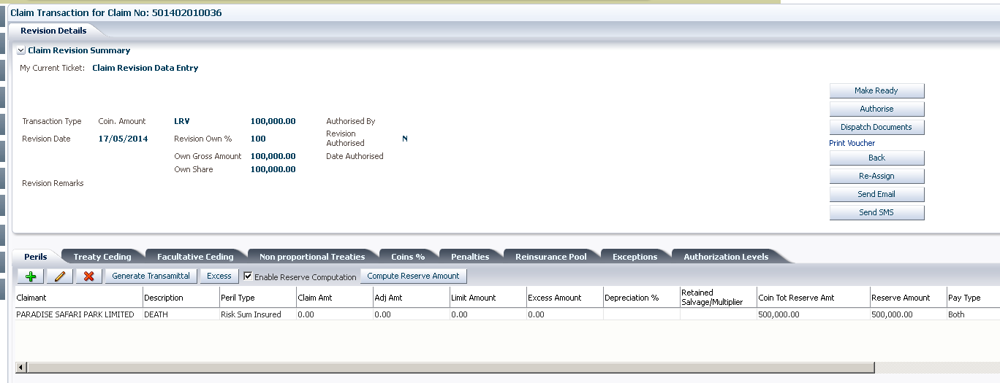 Claim Transaction for Claim No: 501402010036
Revision Details
Claim Revision Summary
My Current Ticket: Claim Revision Data Entry
Make Ready
Authorise
Transaction Type Coin. Amount LRV 100,000.00 Authorised By
Dispatch Documents
Revision Date 17/05/2014 Revision Own % 100 Revision Authorised N
Print Voucher
Own Gross Amount 100,000.00 Date Authorised
Back
Own Share 100,000.00
Re-Assign
Revision Remarks
Send Email
Send SMS
Perils Treaty Ceding Facultative Ceding Non proportional Treaties Coins % Penalties Reinsurance Pool Exceptions Authorization Levels
Generate Transamittal Excess Enable Reserve Computation Compute Reserve Amount
Claimant Description Peril Type Claim Amt Adj Amt Limit Amount Excess Amount Depreciation % Retained Salvage/Multiplier Coin Tot Reserve Amt Reserve Amount Pay Type
PARADISE SAFARI PARK LIMITED DEATH Risk Sum Insured 0.00 0.00 0.00 0.00 500,000.00 500,000.00 Both